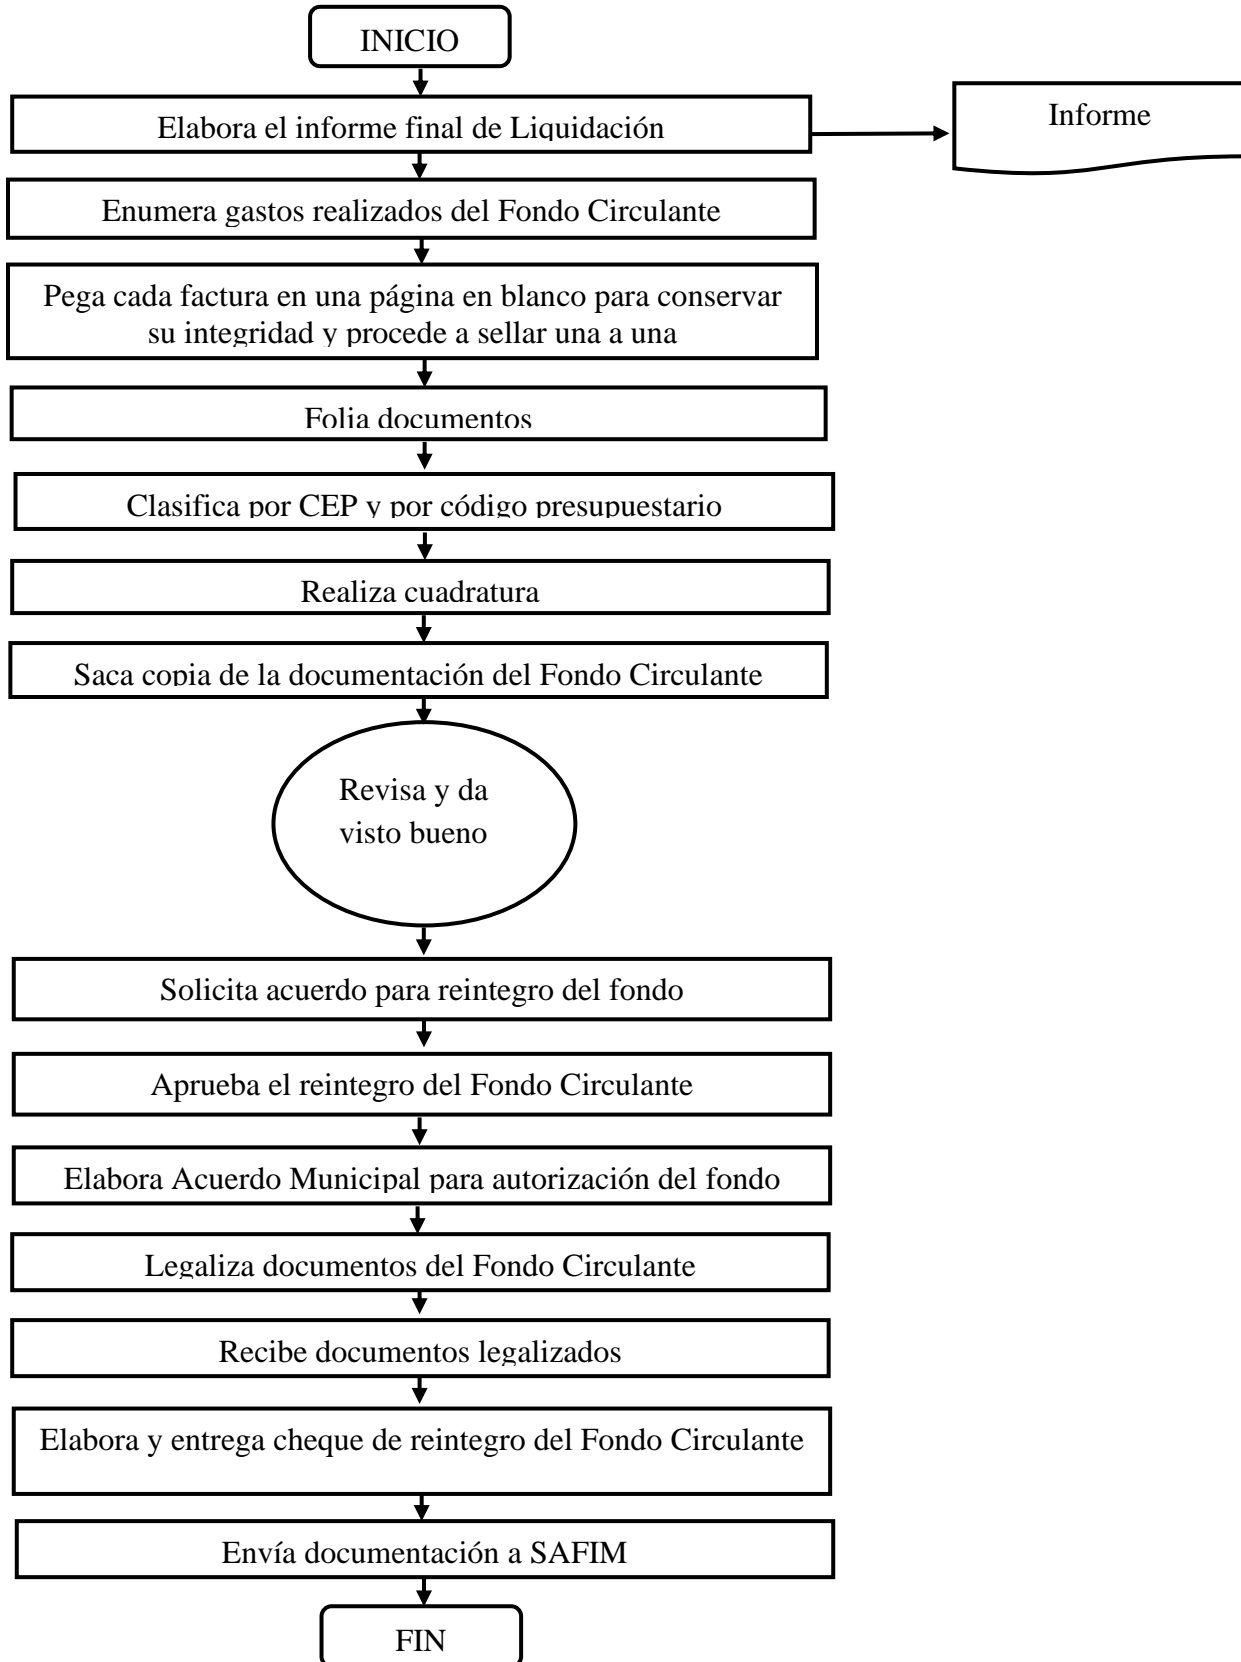 INICIO
Elabora el informe final de Liquidación
Informe
Enumera gastos realizados del Fondo Circulante
Pega cada factura en una página en blanco para conservar
su integridad y procede a sellar una a una
Folia documentos
Clasifica por CEP y por código presupuestario
Realiza cuadratura
Saca copia de la documentación del Fondo Circulante
Revisa y da
visto bueno
Solicita acuerdo para reintegro del fondo
Aprueba el reintegro del Fondo Circulante
Elabora Acuerdo Municipal para autorización del fondo
Legaliza documentos del Fondo Circulante
Recibe documentos legalizados
Elabora y entrega cheque de reintegro del Fondo Circulante
Envía documentación a SAFIM
FIN